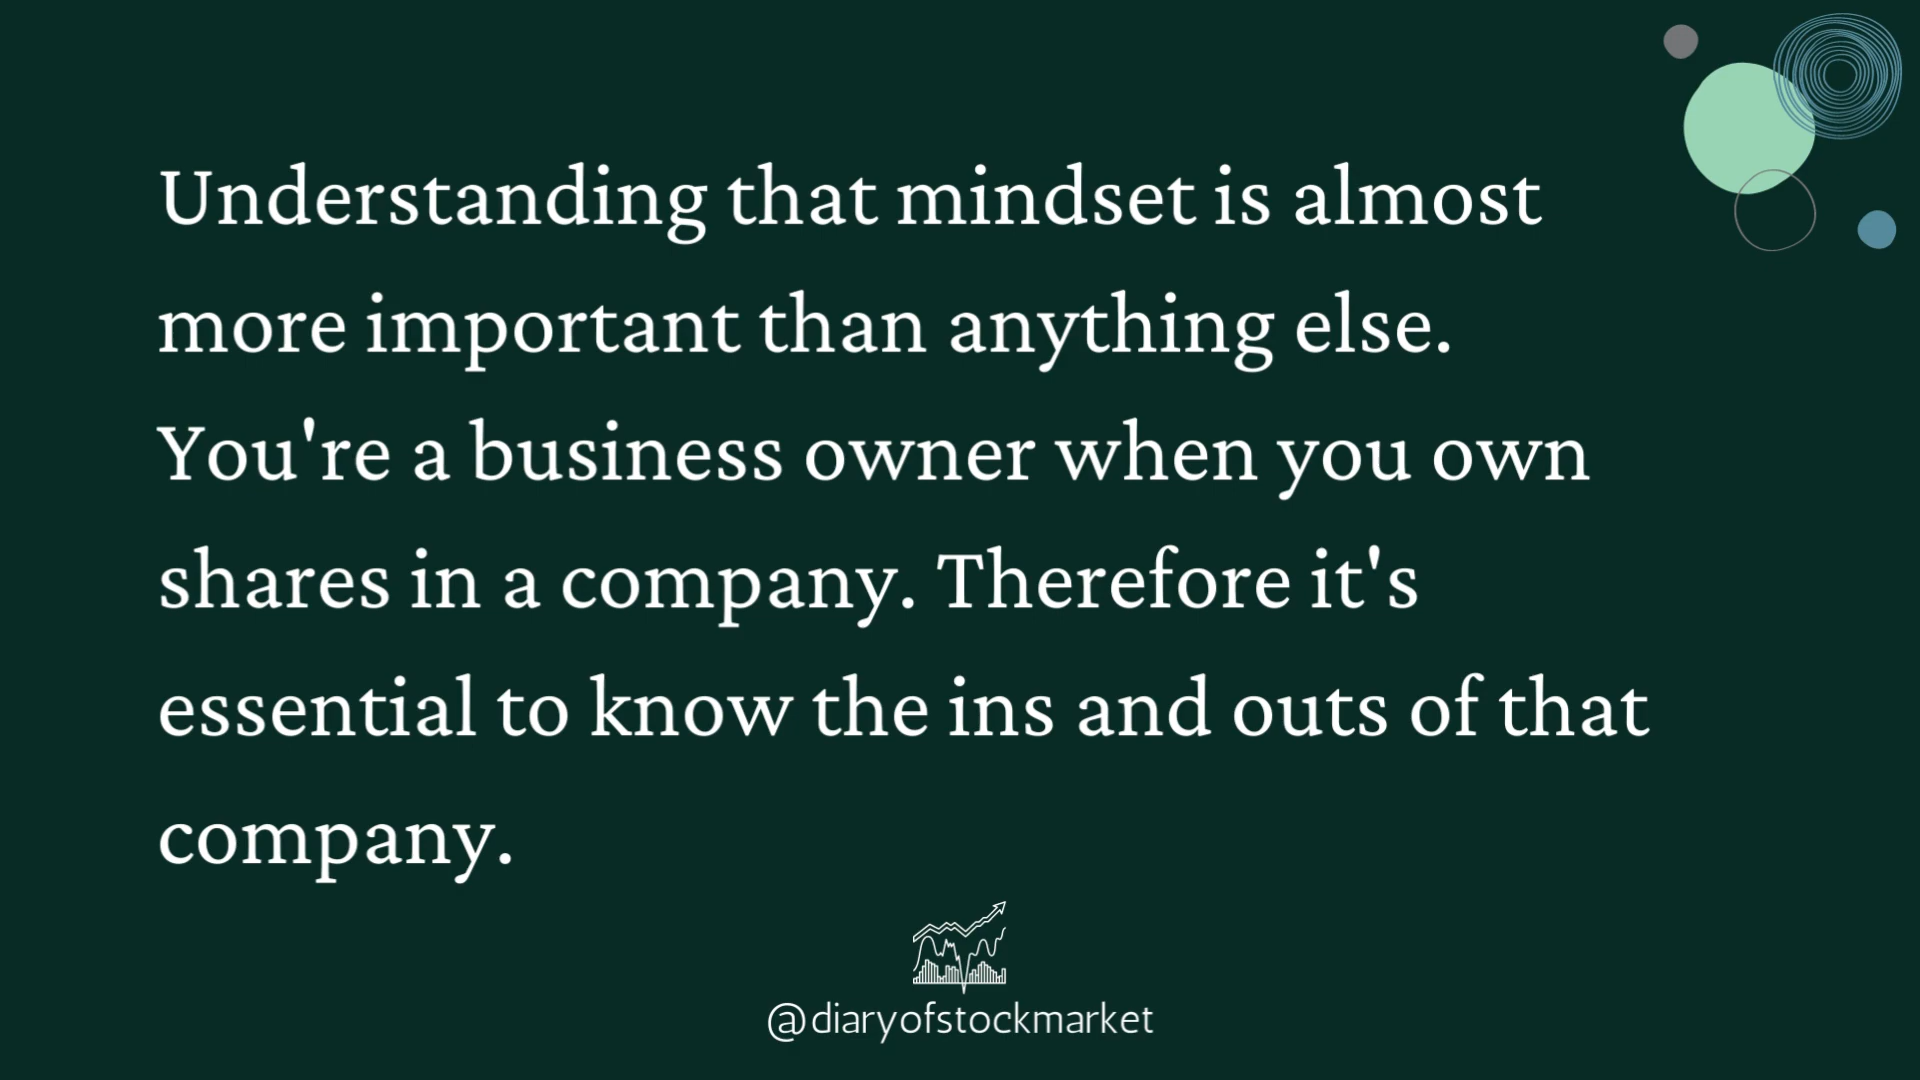 Understanding that mindset is almost
more important than anything else.
You're a business owner when you own
shares in a company. Therefore it's
essential to know the ins and outs of that
company.
@diaryofstockmarket